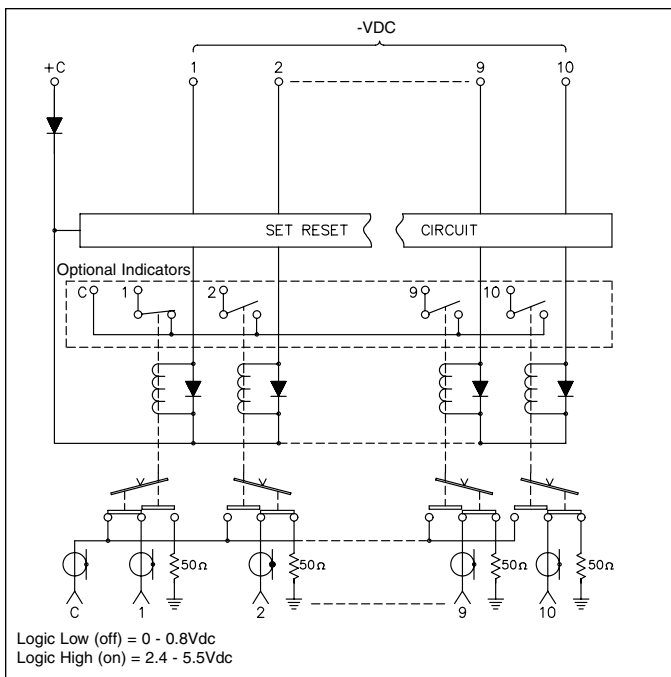 -VDC
+C 1 2 9 10
SET RESET CIRCUIT
Optional Indicators
C 1 2 9 10
50Ω 50Ω 50Ω 50Ω
C 1 2 9 10
Logic Low (off) = 0 - 0.8Vdc
Logic High (on) = 2.4 - 5.5Vdc